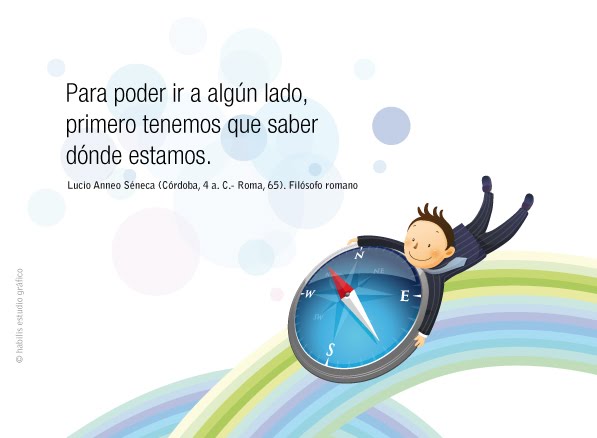 Para poder ir a algún lado,
primero tenemos que saber
dónde estamos.
Lucio Anneo Séneca (Córdoba, 4 a. C.- Roma, 65). Filósofo romano
© habilis estudio gráfico
N
NE
W
E
SW
S